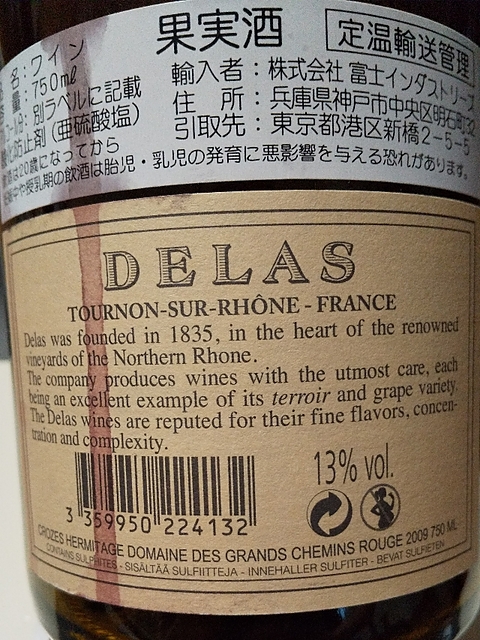 果実酒
定温輸送管理
名：ワイン
量：750ml
別ラベルに記載
防止剤（亜硫酸塩）
は20歳になってから
や授乳期の飲酒は胎児・乳児の発育に悪影響を与える恐れがあります。
輸入者：株式会社 富士インダストリーズ
住　所：兵庫県神戸市中央区明石町32
引取先：東京都港区新橋2-5-5
DELAS
TOURNON-SUR-RHÔNE - FRANCE
Delas was founded in 1835, in the heart of the renowned
vineyards of the Northern Rhone.
The company produces wines with the utmost care, each
being an excellent example of its terroir and grape variety.
The Delas wines are reputed for their fine flavors, concen-
tration and complexity.
13% vol.
3 359950 224132
CROZES HERMITAGE DOMAINE DES GRANDS CHEMINS ROUGE 2009 750 ML
CONTAINS SULPHITES - SISÄLTÄÄ SULFIITTEJA - INNEHALLER SULFITER - BEVAT SULFIETEN